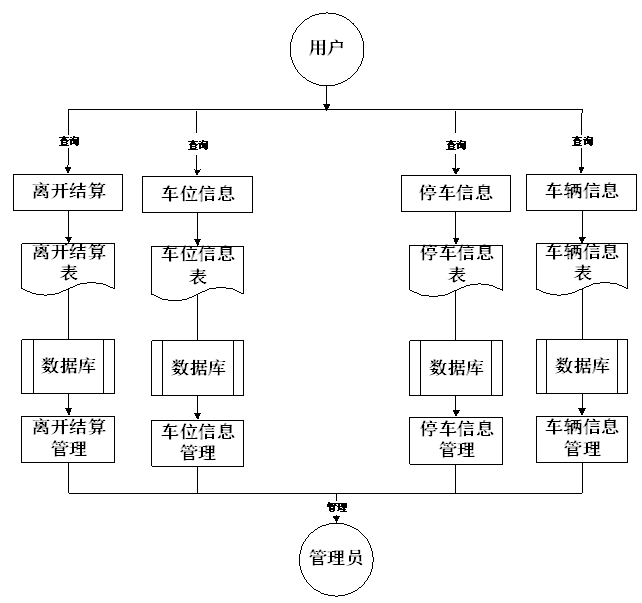 用户
查询
查询
查询
查询
离开结算
车位信息
停车信息
车辆信息
离开结算
表
车位信息
表
停车信息
表
车辆信息
表
数据库
数据库
数据库
数据库
离开结算
管理
车位信息
管理
停车信息
管理
车辆信息
管理
管理
管理员